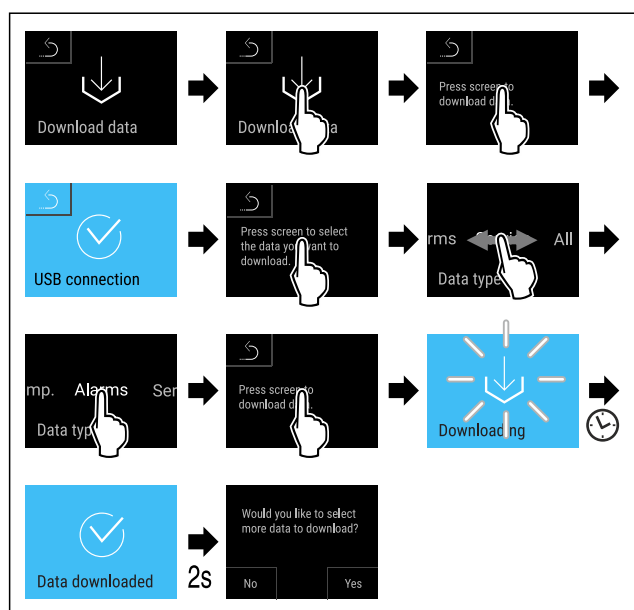 Download data
Downlo a
Press screen to
download d .
USB connection
Press screen to select
the data you want to
download.
rms All
Data type
mp. Alarms Ser
Data typ
Press screen to
download d .
Downloading
Data downloaded
2s
Would you like to select
more data to download?
No Yes